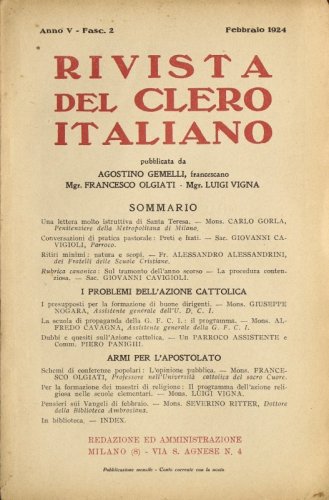 Anno V - Fasc. 2
Febbraio 1924
RIVISTA
DEL CLERO
ITALIANO
pubblicata da
AGOSTINO GEMELLI, francescano
Mgr. FRANCESCO OLGIATI - Mgr. LUIGI VIGNA
SOMMARIO
Una lettera molto istruttiva di Santa Teresa. — Mons. CARLO GORLA,
Penitenziere della Metropolitana di Milano.
Conversazioni di pratica pastorale: Preti e frati. — Sac. GIOVANNI CA-
VIGIOLI, Parroco.
Ritiri minimi: natura e scopi. — Fr. ALESSANDRO ALESSANDRINI,
dei Fratelli delle Scuole Cristiane.
Rubrica canonica: Sul tramonto dell'anno scorso — La procedura conten-
ziosa. — Sac. GIOVANNI CAVIGIOLI.
I PROBLEMI DELL'AZIONE CATTOLICA
I presupposti per la formazione di buone dirigenti. — Mons. GIUSEPPE
NOGARA, Assistente generale dell'U. D. C. I.
La scuola di propaganda della G. F. C. I.: il programma. — Mons. AL-
FREDO CAVAGNA, Assistente generale della G. F. C. I.
Dubbi e quesiti sull'Azione cattolica. — Un PARROCO ASSISTENTE e
Comm. PIERO PANIGHI.
ARMI PER L'APOSTOLATO
Schemi di conferenze popolari: L'opinione pubblica. — Mons. FRANCE-
SCO OLGIATI, Professore nell'Università cattolica del sacro Cuore.
Per la formazione dei maestri di religione: Il programma dell'azione reli-
giosa nelle scuole elementari. — Mons. LUIGI VIGNA.
Pensieri sui Vangeli di febbraio. — Mons. SEVERINO RITTER, Dottore
della Biblioteca Ambrosiana.
In biblioteca. — INDEX.
REDAZIONE ED AMMINISTRAZIONE
MILANO (8) - VIA S. AGNESE N. 4
Pubblicazione mensile - Conto corrente con la posta.